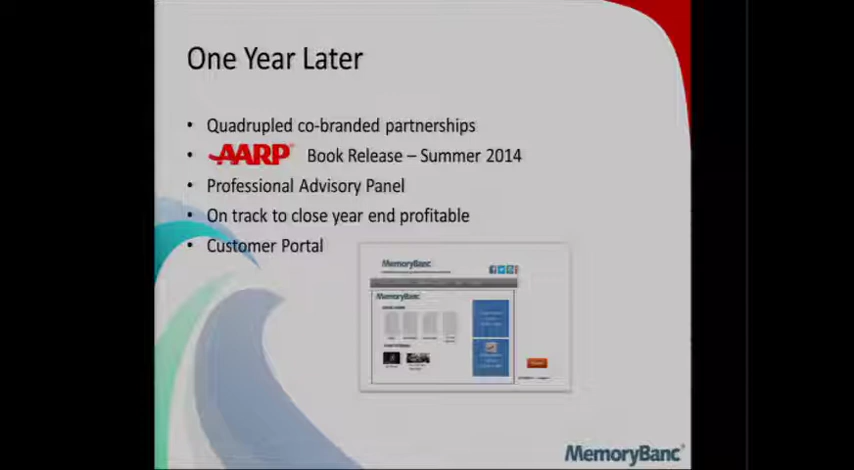 One Year Later
• Quadrupled co-branded partnerships
• AARP® Book Release – Summer 2014
• Professional Advisory Panel
• On track to close year end profitable
• Customer Portal
MemoryBanc
MemoryBanc
MemoryBanc®